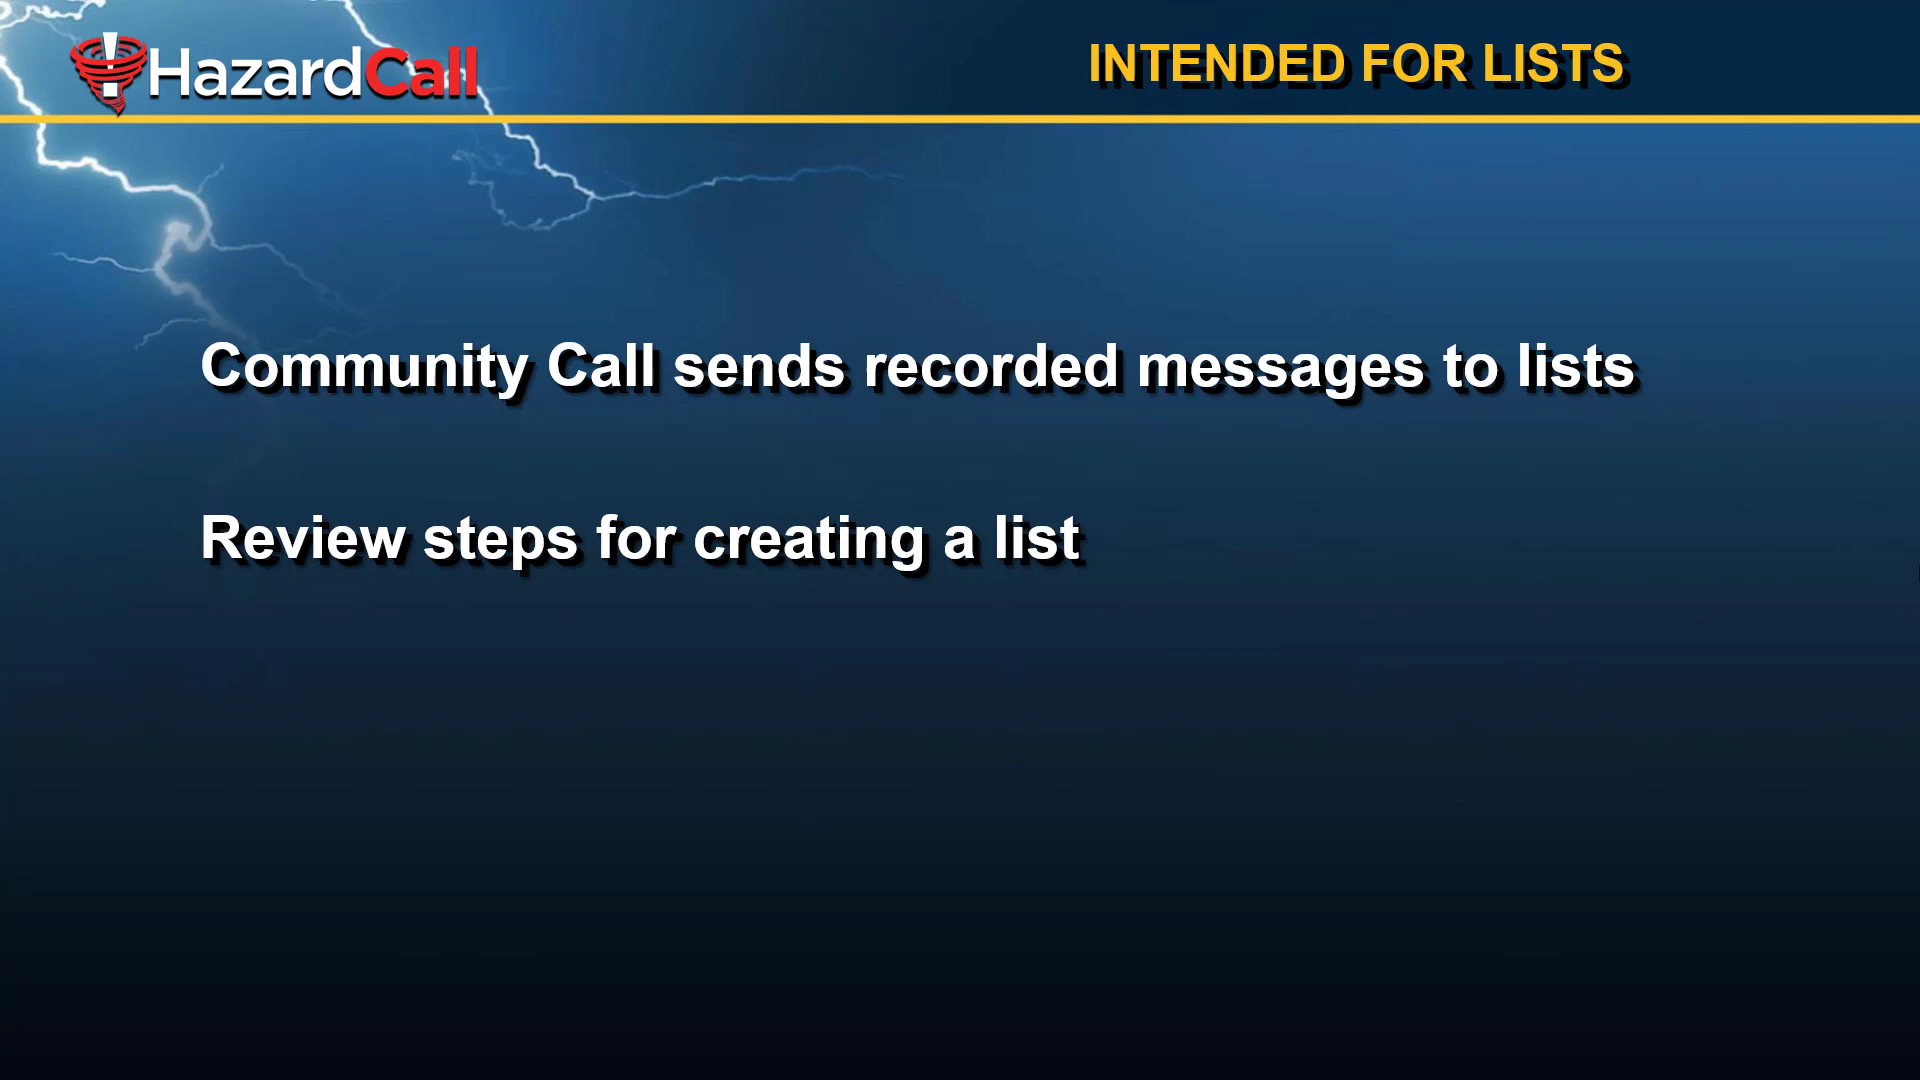 HazardCall
INTENDED FOR LISTS
Community Call sends recorded messages to lists
Review steps for creating a list